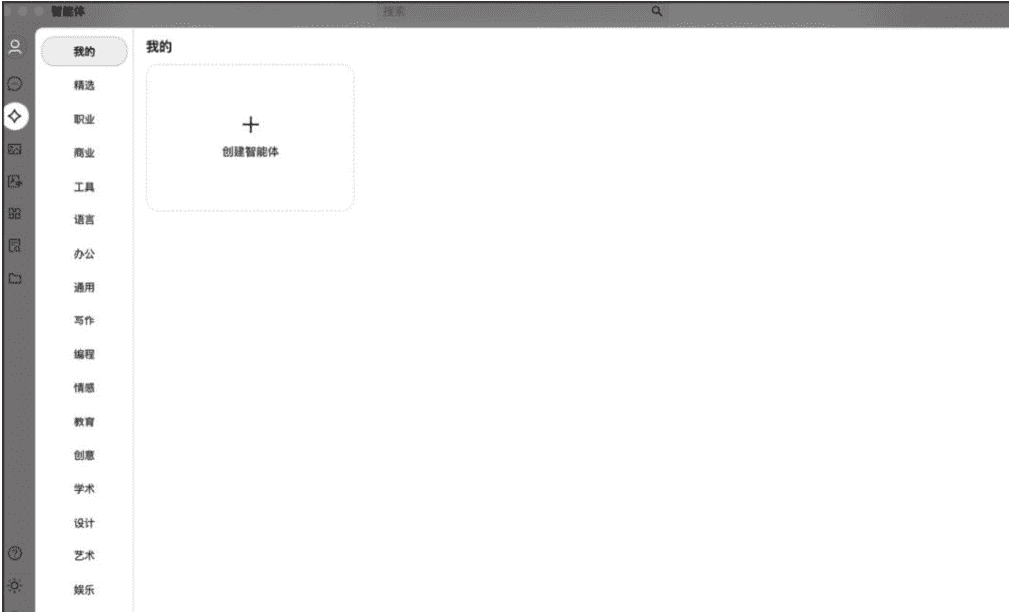 智能体
搜索
我的
精选
职业
商业
工具
语言
办公
通用
写作
编程
情感
教育
创意
学术
设计
艺术
娱乐
我的
创建智能体